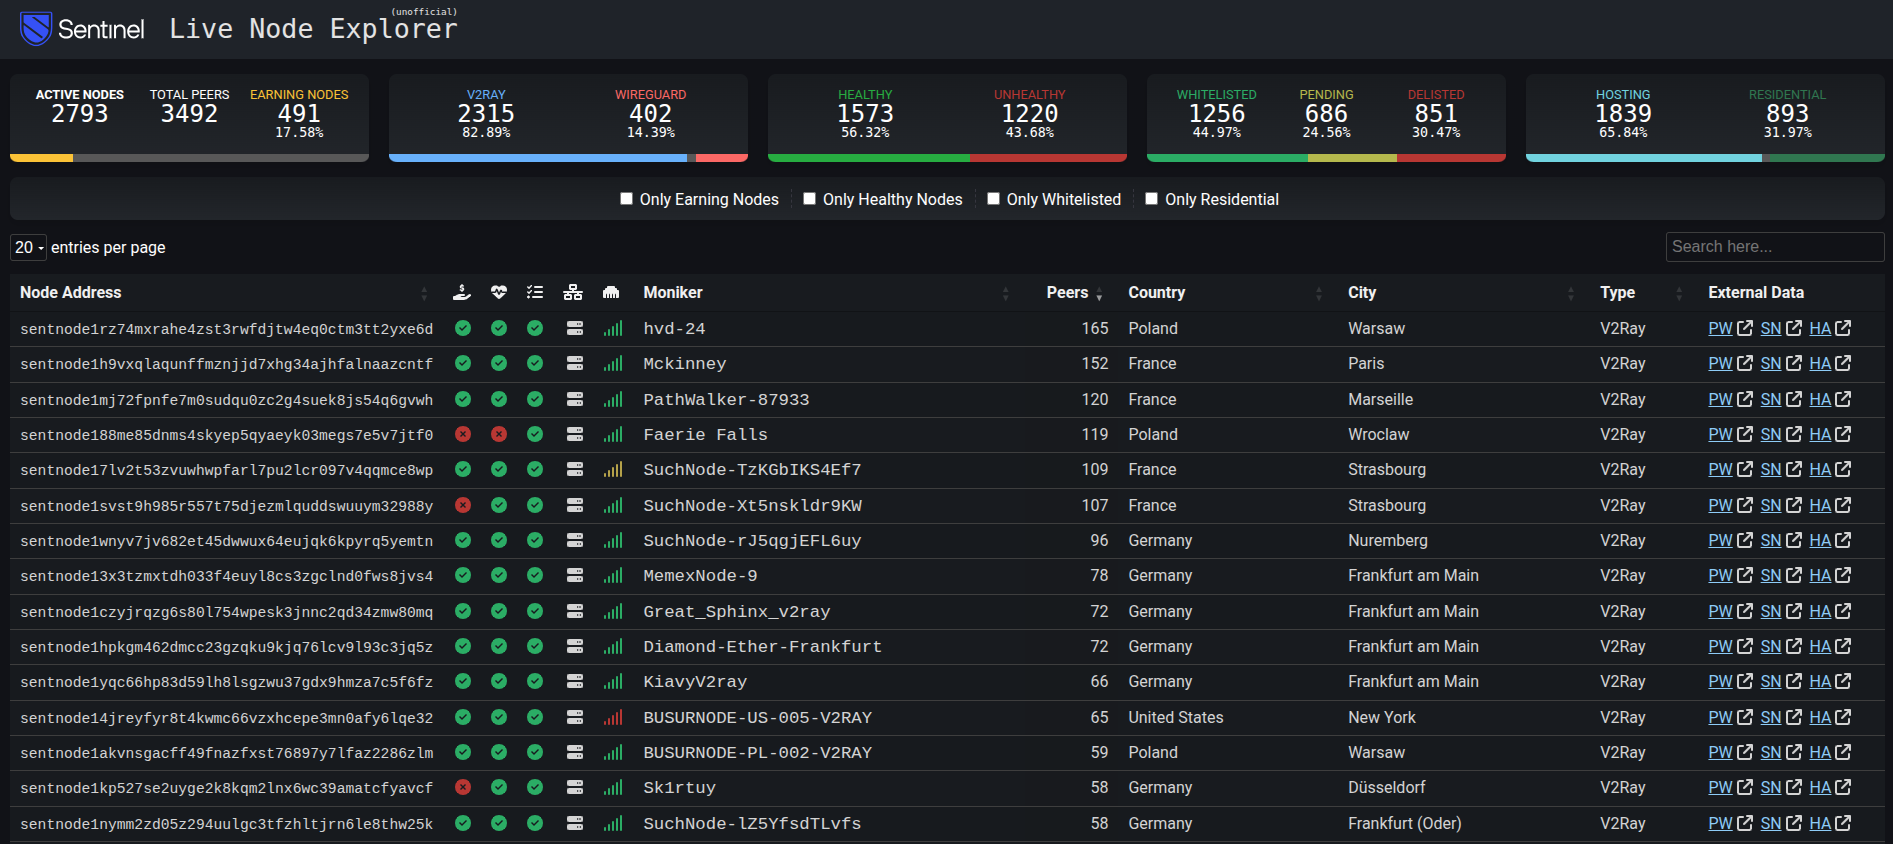 Sentinel Live Node Explorer (unofficial)
ACTIVE NODES TOTAL PEERS EARNING NODES V2RAY WIREGUARD HEALTHY UNHEALTHY WHITELISTED PENDING DELISTED HOSTING RESIDENTIAL
2793 3492 491 2315 402 1573 1220 1256 686 851 1839 893
17.58% 82.89% 14.39% 56.32% 43.68% 44.97% 24.56% 30.47% 65.84% 31.97%
Only Earning Nodes Only Healthy Nodes Only Whitelisted Only Residential
20 entries per page Search here...
Node Address Moniker Peers Country City Type External Data
sentnode1rz74mxrahe4zst3rwfdjtw4eq0ctm3tt2yxe6d hvd-24 165 Poland Warsaw V2Ray PW SN HA
sentnode1h9vxqlaqunffmznjjd7xhg34ajhfalnaazcntf Mckinney 152 France Paris V2Ray PW SN HA
sentnode1mj72fpnfe7m0sudqu0zc2g4suek8js54q6gvwh PathWalker-87933 120 France Marseille V2Ray PW SN HA
sentnode188me85dnms4skyep5qyaeyk03megs7e5v7jtf0 Faerie Falls 119 Poland Wroclaw V2Ray PW SN HA
sentnode17lv2t53zvuwhwpfarl7pu2lcr097v4qqmce8wp SuchNode-TzKGbIKS4Ef7 109 France Strasbourg V2Ray PW SN HA
sentnode1svst9h985r557t75djezmlquddswuuym32988y SuchNode-Xt5nskldr9KW 107 France Strasbourg V2Ray PW SN HA
sentnode1wnyv7jv682et45dwwux64eujqk6kpyrq5yemtn SuchNode-rJ5qgjEFL6uy 96 Germany Nuremberg V2Ray PW SN HA
sentnode13x3tzmxtdh033f4euyl8cs3zgclnd0fws8jvs4 MemexNode-9 78 Germany Frankfurt am Main V2Ray PW SN HA
sentnode1czyjrqzg6s80l754wpesk3jnnc2qd34zmw80mq Great_Sphinx_v2ray 72 Germany Frankfurt am Main V2Ray PW SN HA
sentnode1hpkgm462dmcc23gzqku9kjq76lcv9l93c3jq5z Diamond-Ether-Frankfurt 72 Germany Frankfurt am Main V2Ray PW SN HA
sentnode1yqc66hp83d59lh8lsgzwu37gdx9hmza7c5f6fz KiavyV2ray 66 Germany Frankfurt am Main V2Ray PW SN HA
sentnode14jreyfyr8t4kwmc66vzxhcepe3mn0afy6lqe32 BUSURNODE-US-005-V2RAY 65 United States New York V2Ray PW SN HA
sentnode1akvnsgacff49fnazfxst76897y7lfaz2286zlm BUSURNODE-PL-002-V2RAY 59 Poland Warsaw V2Ray PW SN HA
sentnode1kp527se2uyge2k8kqm2lnx6wc39amatcfyavcf Sk1rtuy 58 Germany Düsseldorf V2Ray PW SN HA
sentnode1nymm2zd05z294uulgc3tfzhltjrn6le8thw25k SuchNode-lZ5YfsdTLvfs 58 Germany Frankfurt (Oder) V2Ray PW SN HA